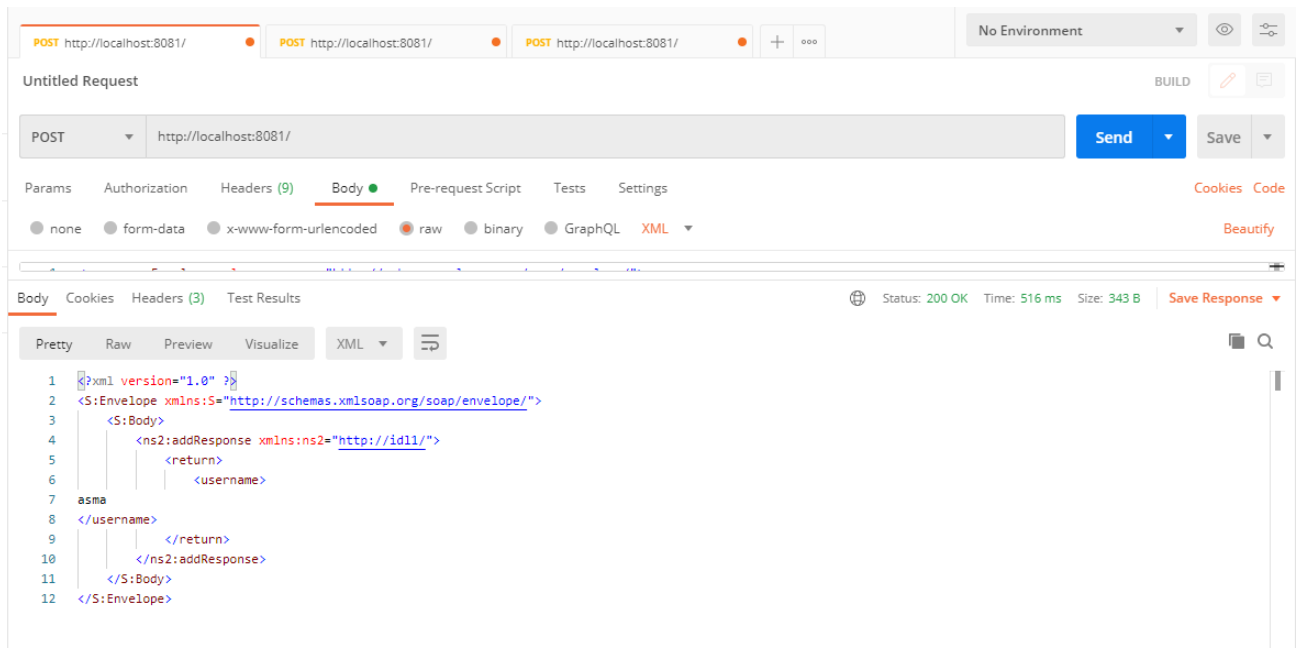 POST http://localhost:8081/ POST http://localhost:8081/ POST http://localhost:8081/ + ooo No Environment
Untitled Request BUILD
POST http://localhost:8081/ Send Save
Params Authorization Headers (9) Body Pre-request Script Tests Settings Cookies Code
none form-data x-www-form-urlencoded raw binary GraphQL XML Beautify
Body Cookies Headers (3) Test Results Status: 200 OK Time: 516 ms Size: 343 B Save Response
Pretty Raw Preview Visualize XML
1 <?xml version="1.0" ?>
2 <S:Envelope xmlns:S="http://schemas.xmlsoap.org/soap/envelope/">
3 <S:Body>
4 <ns2:addResponse xmlns:ns2="http://idl1/">
5 <return>
6 <username>
7 asma
8 </username>
9 </return>
10 </ns2:addResponse>
11 </S:Body>
12 </S:Envelope>